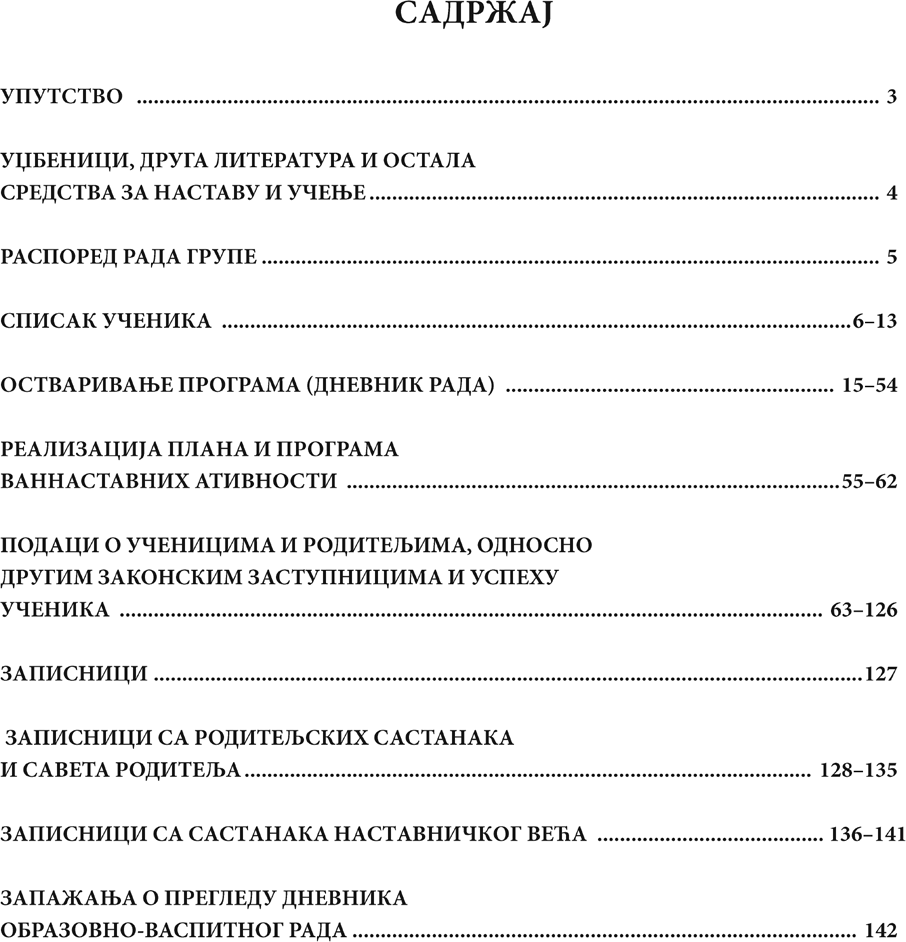 САДРЖАЈ
УПУТСТВО ........................................................................................................ 3
УЏБЕНИЦИ, ДРУГА ЛИТЕРАТУРА И ОСТАЛА
СРЕДСТВА ЗА НАСТАВУ И УЧЕЊЕ ........................................................................ 4
РАСПОРЕД РАДА ГРУПЕ ....................................................................................... 5
СПИСАК УЧЕНИКА .........................................................................................6–13
ОСТВАРИВАЊЕ ПРОГРАМА (ДНЕВНИК РАДА) .............................................. 15–54
РЕАЛИЗАЦИЈА ПЛАНА И ПРОГРАМА
ВАННАСТАВНИХ АТИВНОСТИ ......................................................................55–62
ПОДАЦИ О УЧЕНИЦИМА И РОДИТЕЉИМА, ОДНОСНО
ДРУГИМ ЗАКОНСКИМ ЗАСТУПНИЦИМА И УСПЕХУ
УЧЕНИКА ................................................................................................... 63–126
ЗАПИСНИЦИ ....................................................................................................127
ЗАПИСНИЦИ СА РОДИТЕЉСКИХ САСТАНАКА
И САВЕТА РОДИТЕЉА ................................................................................ 128–135
ЗАПИСНИЦИ СА САСТАНАКА НАСТАВНИЧКОГ ВЕЋА ................................ 136–141
ЗАПАЖАЊА О ПРЕГЛЕДУ ДНЕВНИКА
ОБРАЗОВНО-ВАСПИТНОГ РАДА ........................................................................... 142